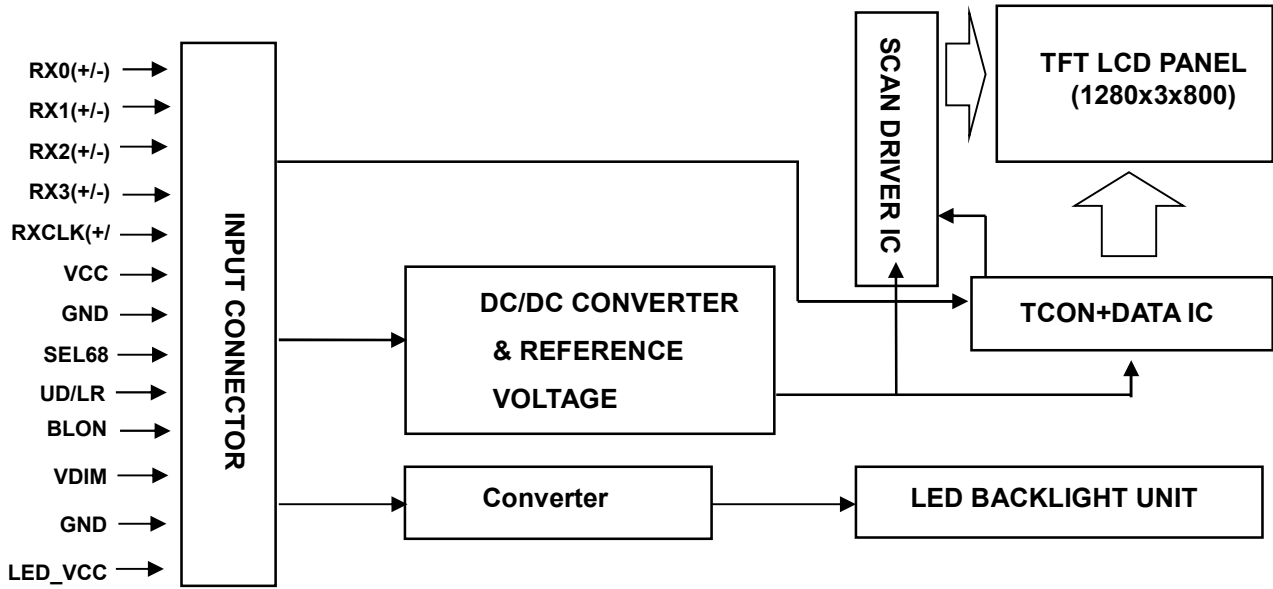 RX0(+/-)
RX1(+/-)
RX2(+/-)
RX3(+/-)
RXCLK(+/
VCC
GND
SEL68
UD/LR
BLON
VDIM
GND
LED_VCC
INPUT CONNECTOR
DC/DC CONVERTER
& REFERENCE
VOLTAGE
Converter
SCAN DRIVER IC
TFT LCD PANEL
(1280x3x800)
TCON+DATA IC
LED BACKLIGHT UNIT